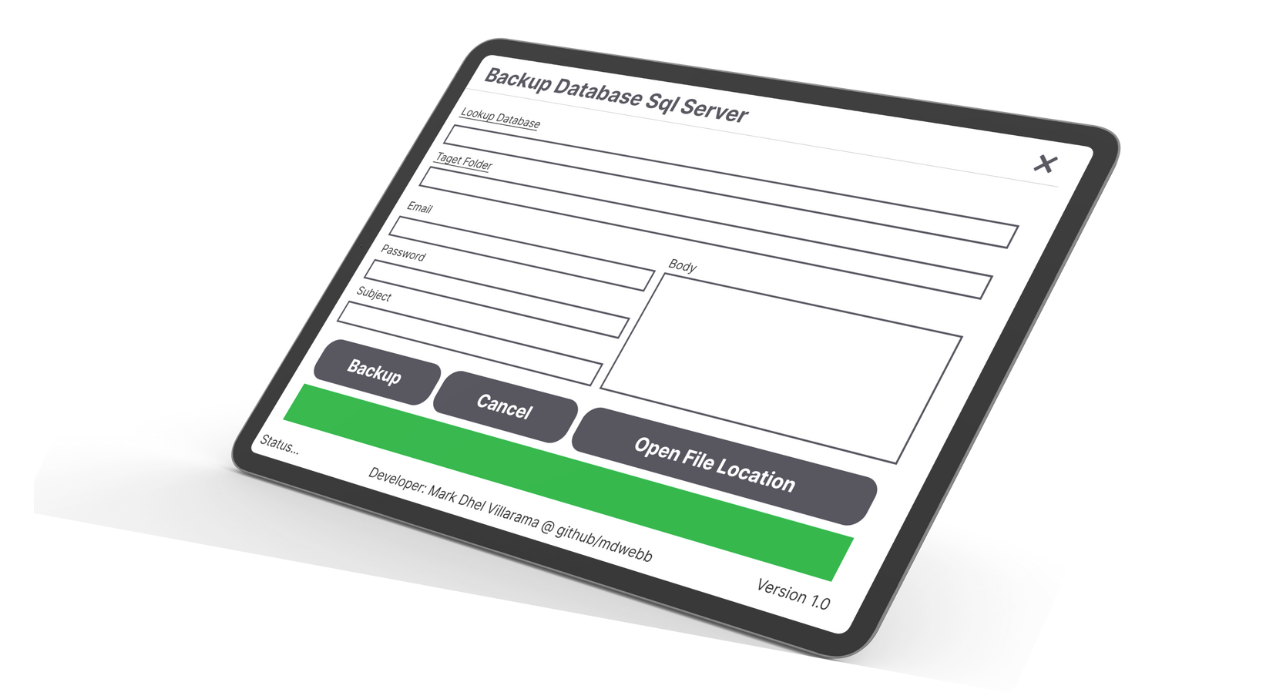 Backup Database Sql Server
Lookup Database
Taget Folder
Email
Body
Password
Subject
Backup
Cancel
Open File Location
Status...
Developer: Mark Dhel Villarama @ github/mdwebb
Version 1.0